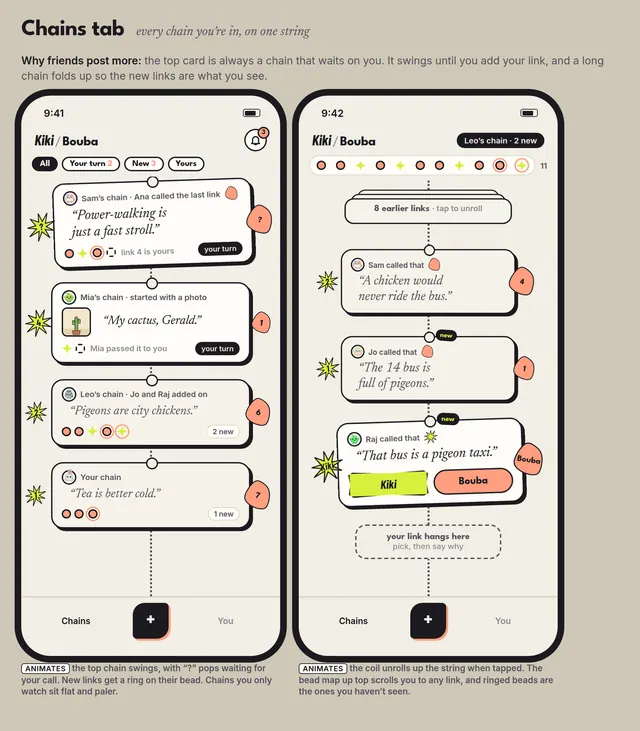 Chains tab every chain you're in, on one string
Why friends post more: the top card is always a chain that waits on you. It swings until you add your link, and a long
chain folds up so the new links are what you see.
9:41
Kiki / Bouba
3
All
Your turn 2
New 3
Yours
Sam's chain · Ana called the last link
“Power-walking is
just a fast stroll.”
?
?
link 4 is yours
your turn
Mia's chain · started with a photo
“My cactus, Gerald.”
4
1
Mia passed it to you
your turn
Leo's chain · Jo and Raj added on
“Pigeons are city chickens.”
2
6
2 new
Your chain
“Tea is better cold.”
1
7
1 new
Chains
+
You
ANIMATES the top chain swings, with “?” pops waiting for
your call. New links get a ring on their bead. Chains you only
watch sit flat and paler.
9:42
Kiki / Bouba
Leo's chain · 2 new
11
8 earlier links · tap to unroll
Sam called that
“A chicken would
never ride the bus.”
4
new
Jo called that
“The 14 bus is
full of pigeons.”
1
new
Raj called that
“That bus is a pigeon taxi.”
Kiki
Bouba
Kiki
Bouba
your link hangs here
pick, then say why
Chains
+
You
ANIMATES the coil unrolls up the string when tapped. The
bead map up top scrolls you to any link, and ringed beads are
the ones you haven't seen.